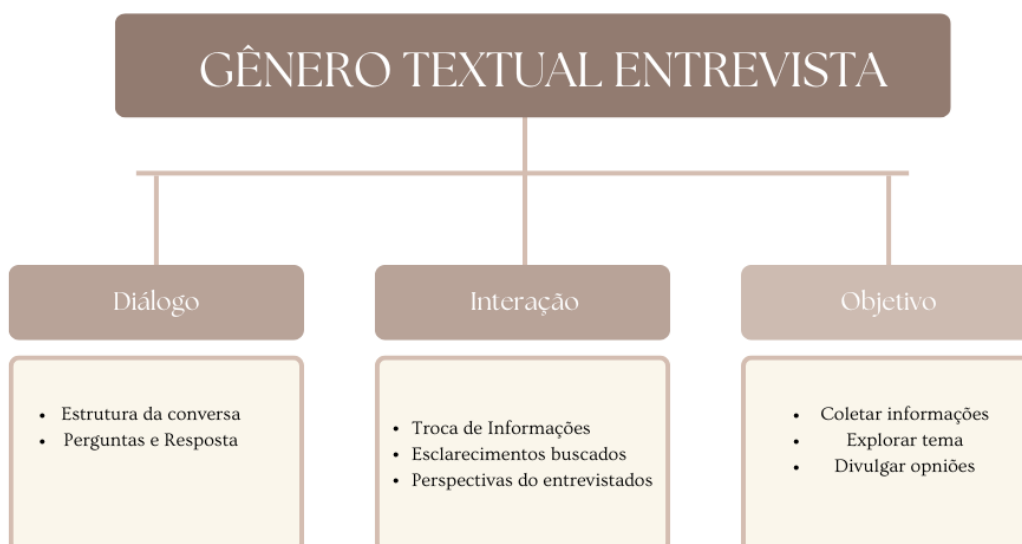 GÊNERO TEXTUAL ENTREVISTA
Diálogo
• Estrutura da conversa
• Perguntas e Resposta
Interação
• Troca de Informações
• Esclarecimentos buscados
• Perspectivas do entrevistados
Objetivo
• Coletar informações
• Explorar tema
• Divulgar opniões